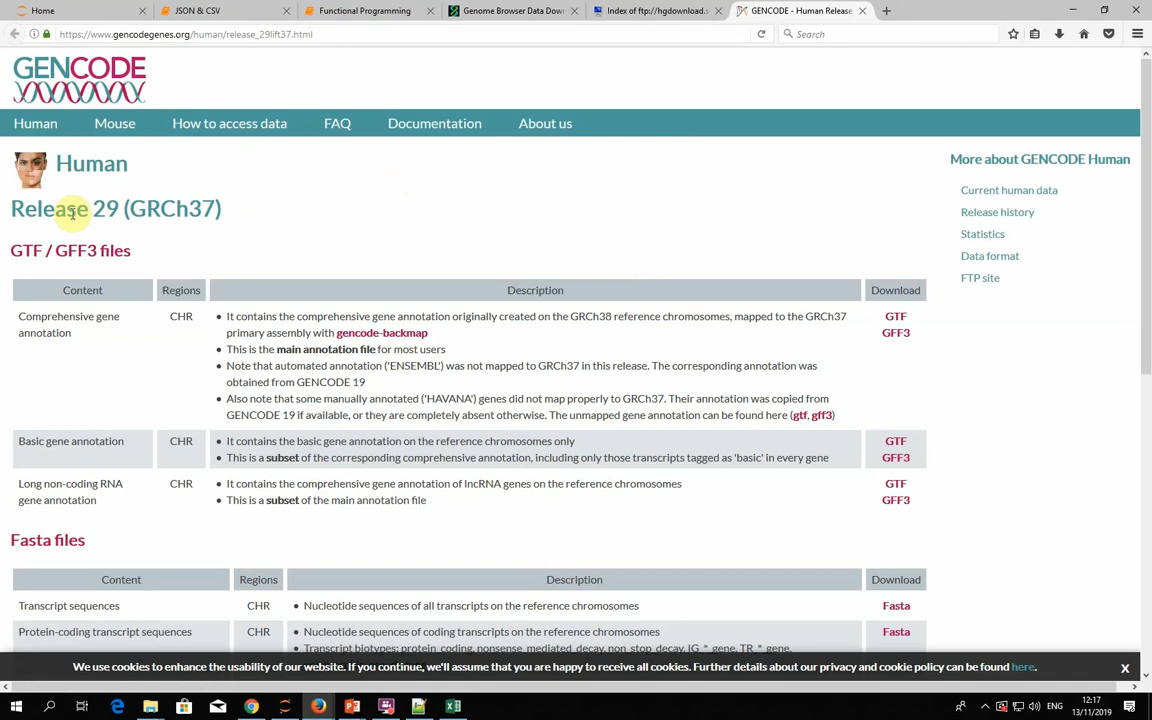 Home
JSON & CSV
Functional Programming
Genome Browser Data Dow
Index of ftp://hgdownload.s
GENCODE - Human Release
https://www.gencodegenes.org/human/release_29lift37.html
Search
GENCODE
Human Mouse How to access data FAQ Documentation About us
Human
Release 29 (GRCh37)
More about GENCODE Human
Current human data
Release history
Statistics
Data format
FTP site
GTF / GFF3 files
Content Regions Description Download
Comprehensive gene annotation
CHR
It contains the comprehensive gene annotation originally created on the GRCh38 reference chromosomes, mapped to the GRCh37
primary assembly with gencode-backmap
This is the main annotation file for most users
Note that automated annotation ('ENSEMBL') was not mapped to GRCh37 in this release. The corresponding annotation was
obtained from GENCODE 19
Also note that some manually annotated ('HAVANA') genes did not map properly to GRCh37. Their annotation was copied from
GENCODE 19 if available, or they are completely absent otherwise. The unmapped gene annotation can be found here (gtf, gff3)
GTF
GFF3
Basic gene annotation
CHR
It contains the basic gene annotation on the reference chromosomes only
This is a subset of the corresponding comprehensive annotation, including only those transcripts tagged as 'basic' in every gene
GTF
GFF3
Long non-coding RNA
gene annotation
CHR
It contains the comprehensive gene annotation of lncRNA genes on the reference chromosomes
This is a subset of the main annotation file
GTF
GFF3
Fasta files
Content Regions Description Download
Transcript sequences
CHR
Nucleotide sequences of all transcripts on the reference chromosomes
Fasta
Protein-coding transcript sequences
CHR
Nucleotide sequences of coding transcripts on the reference chromosomes
Transcript biotypes: protein_coding, nonsense_mediated_decay, non_stop_decay, IG_*_gene, TR_*_gene,
Fasta
We use cookies to enhance the usability of our website. If you continue, we'll assume that you are happy to receive all cookies. Further details about our privacy and cookie policy can be found here.
x
ENG
12:17
13/11/2019